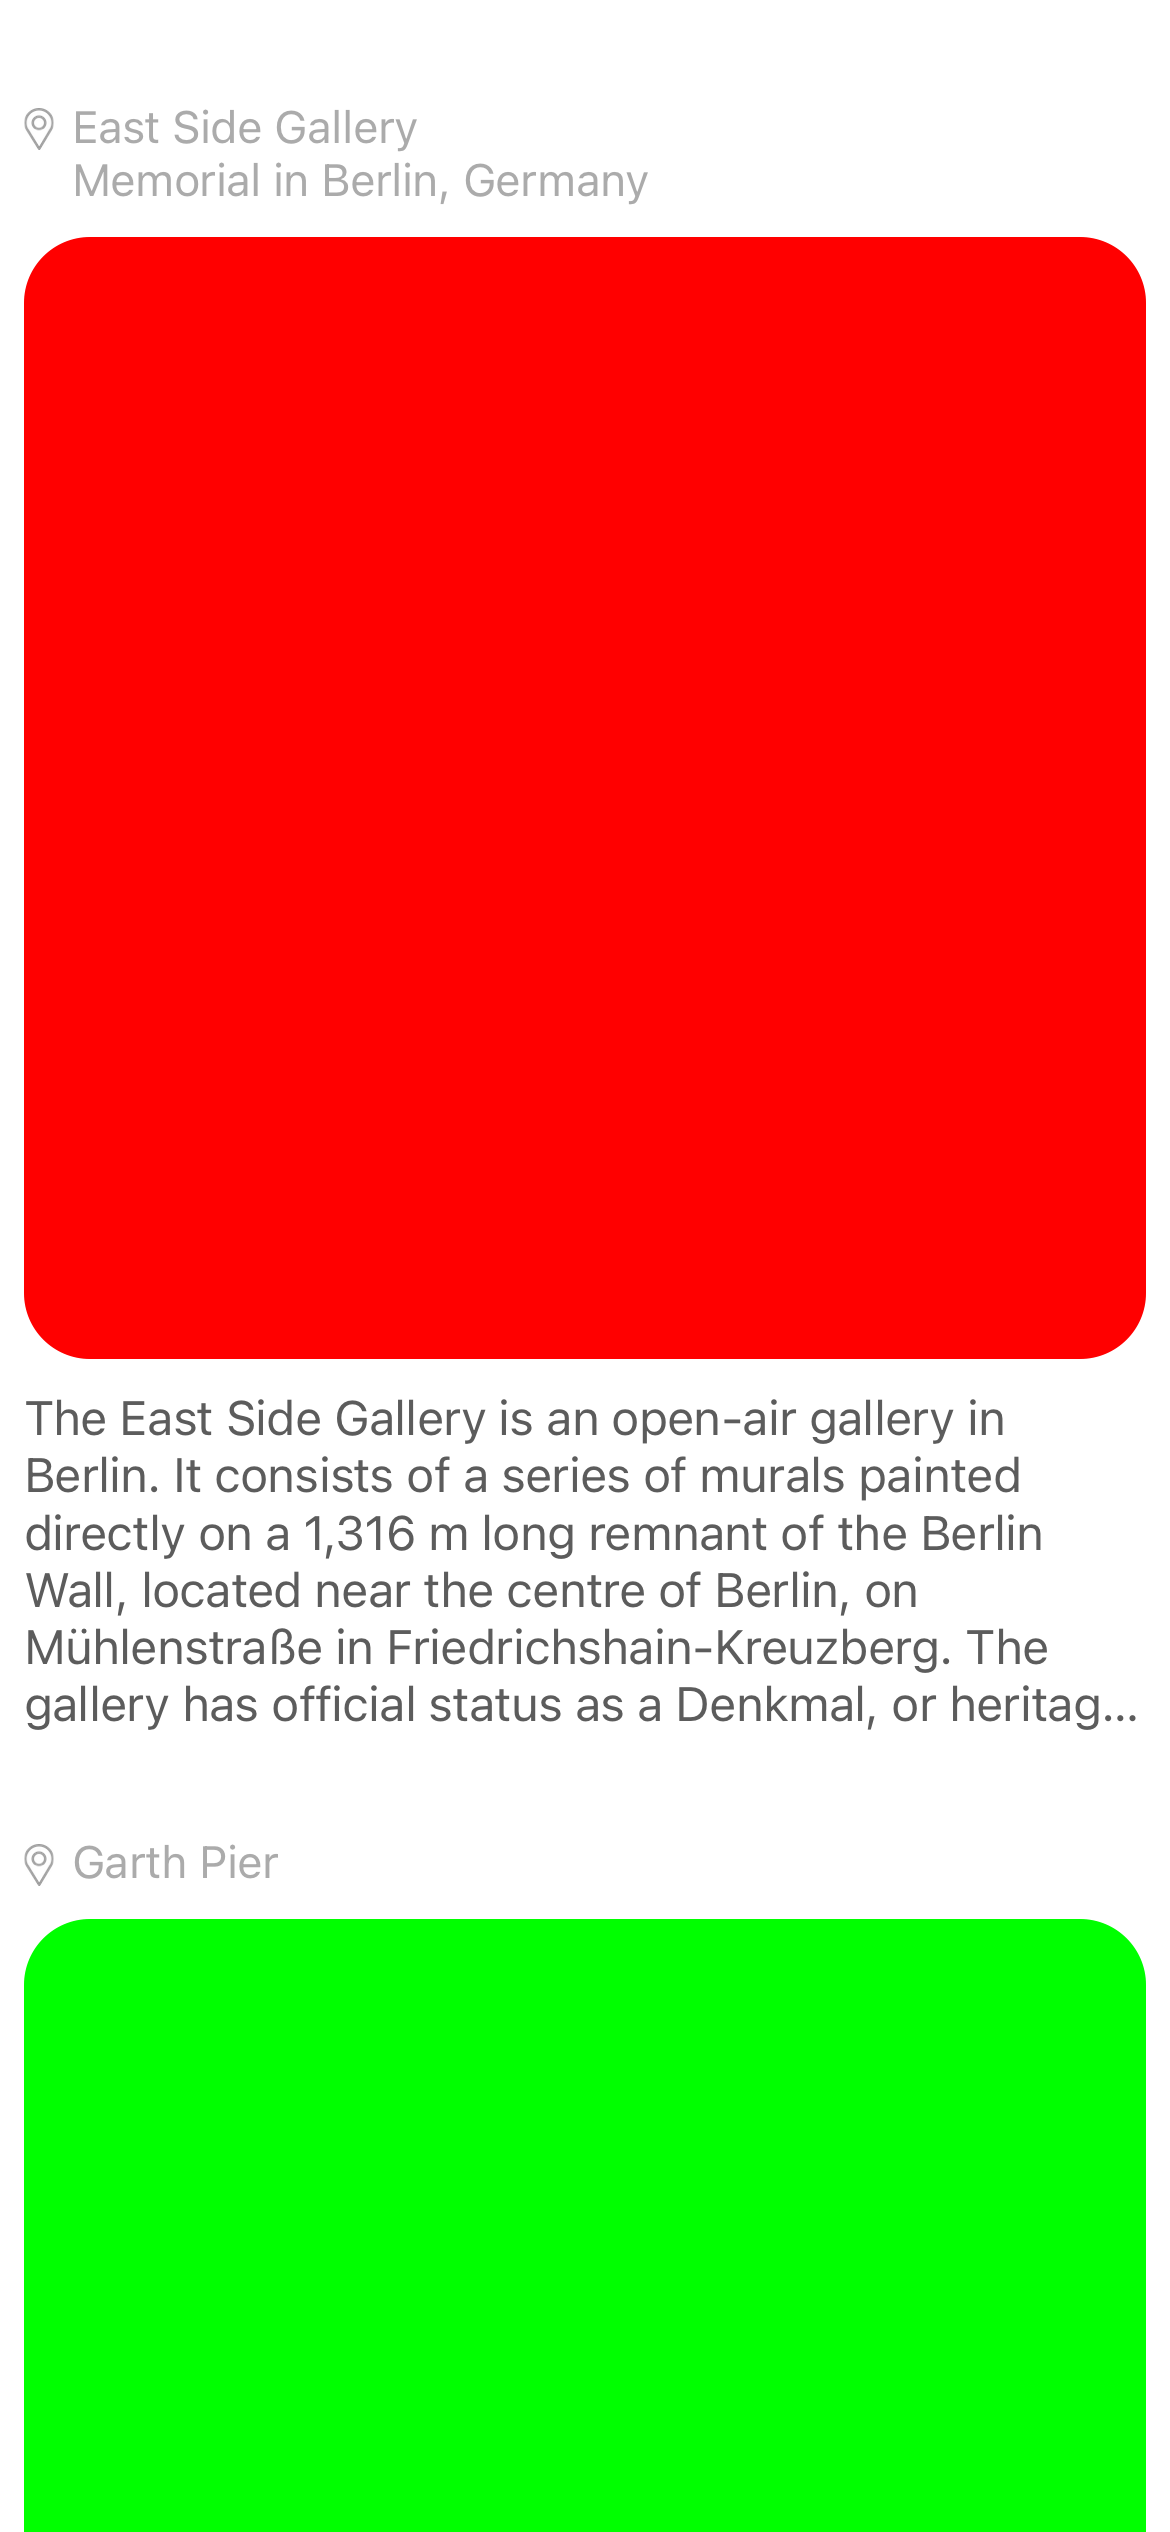 East Side Gallery
Memorial in Berlin, Germany
The East Side Gallery is an open-air gallery in
Berlin. It consists of a series of murals painted
directly on a 1,316 m long remnant of the Berlin
Wall, located near the centre of Berlin, on
Mühlenstraße in Friedrichshain-Kreuzberg. The
gallery has official status as a Denkmal, or heritag...
Garth Pier